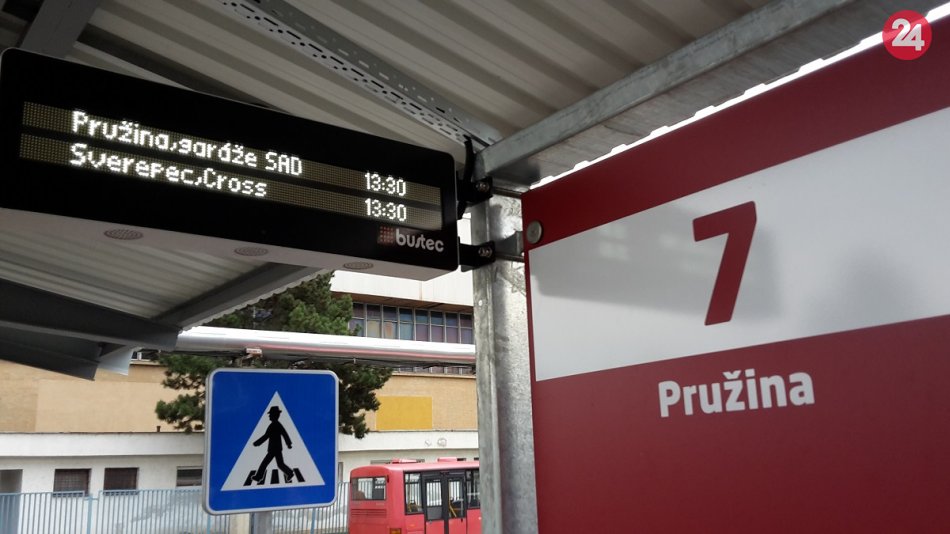 24
Pružina,garáže SAD 13:30
Sverepec,Cross 13:30
bustec
7
Pružina